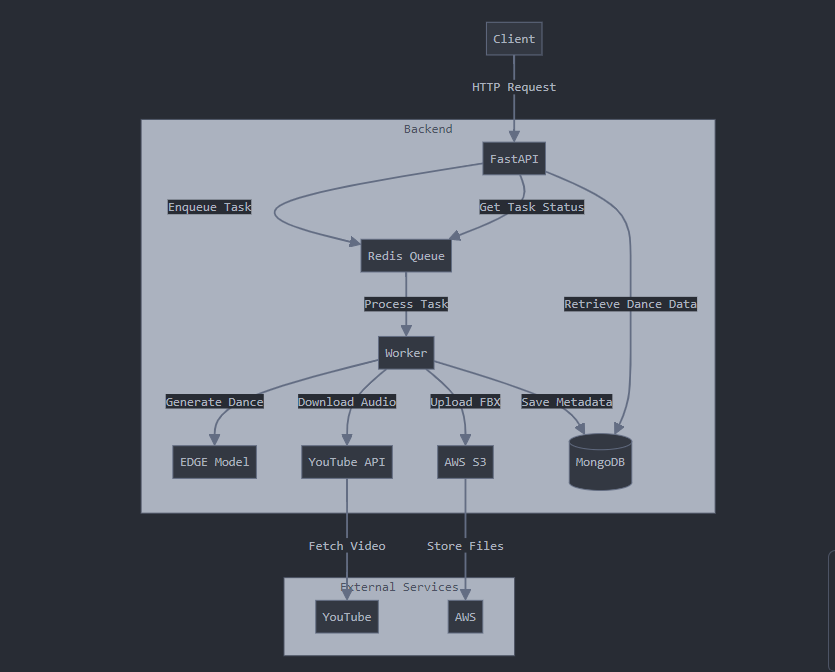 Client
HTTP Request
Backend
FastAPI
Enqueue Task
Get Task Status
Redis Queue
Process Task
Retrieve Dance Data
Worker
Generate Dance
Download Audio
Upload FBX
Save Metadata
EDGE Model
YouTube API
AWS S3
MongoDB
Fetch Video
Store Files
External Services
YouTube
AWS